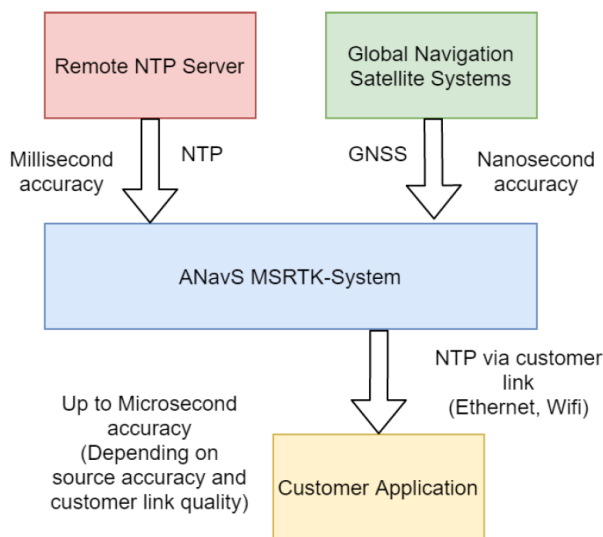 Remote NTP Server
Global Navigation
Satellite Systems
Millisecond
accuracy
NTP
GNSS
Nanosecond
accuracy
ANavS MSRTK-System
NTP via customer
link
(Ethernet, Wifi)
Up to Microsecond
accuracy
(Depending on
source accuracy and
customer link quality)
Customer Application